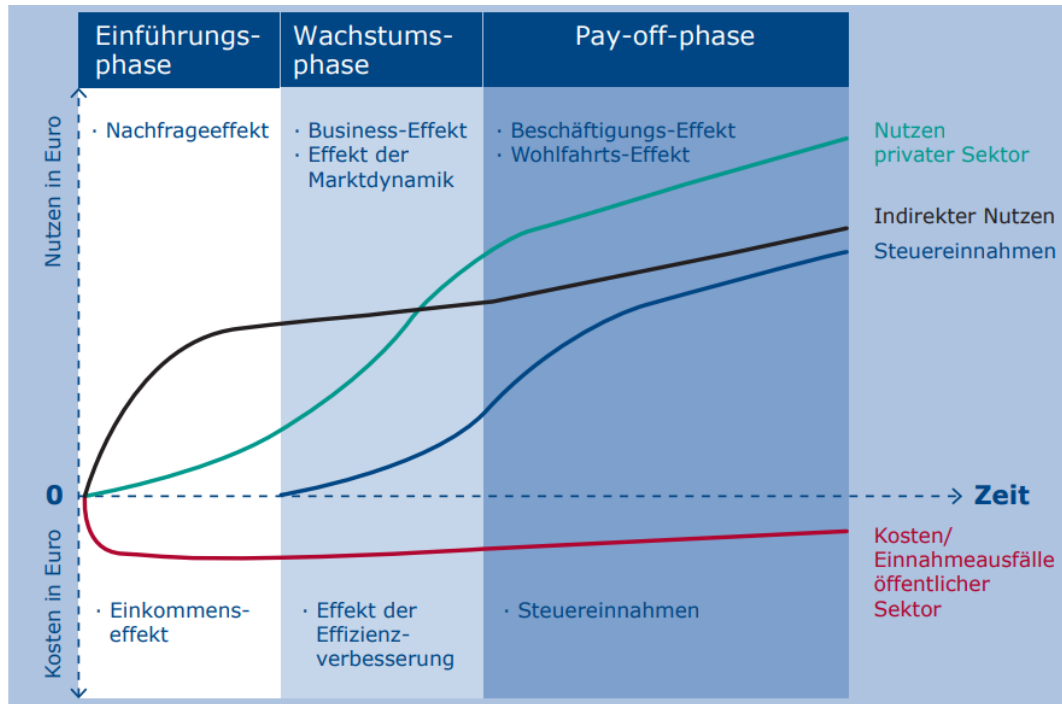 Einführungs-
phase
Wachstums-
phase
Pay-off-phase
Nutzen in Euro
· Nachfrageeffekt
· Business-Effekt
· Effekt der
Marktdynamik
· Beschäftigungs-Effekt
· Wohlfahrts-Effekt
Nutzen
privater Sektor
Indirekter Nutzen
Steuereinnahmen
0
Zeit
Kosten in Euro
· Einkommens-
effekt
· Effekt der
Effizienz-
verbesserung
· Steuereinnahmen
Kosten/
Einnahmeausfälle
öffentlicher
Sektor